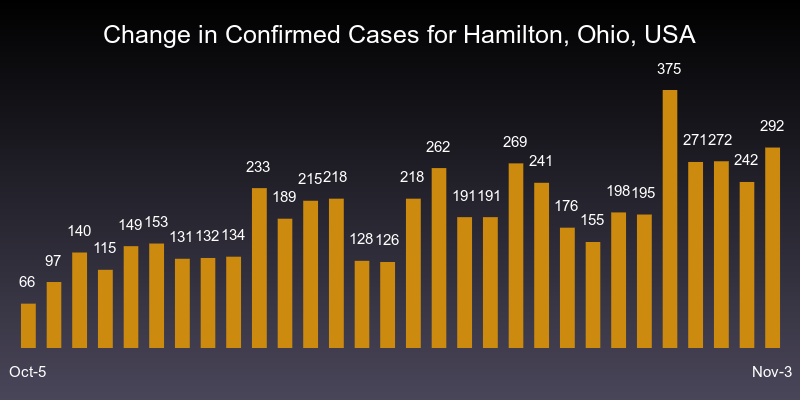 Change in Confirmed Cases for Hamilton, Ohio, USA
66 97 140 115 149 153 131 132 134 233 189 215 218 128 126 218 262 191 191 269 241 176 155 198 195 375 271 272 242 292
Oct-5 Nov-3